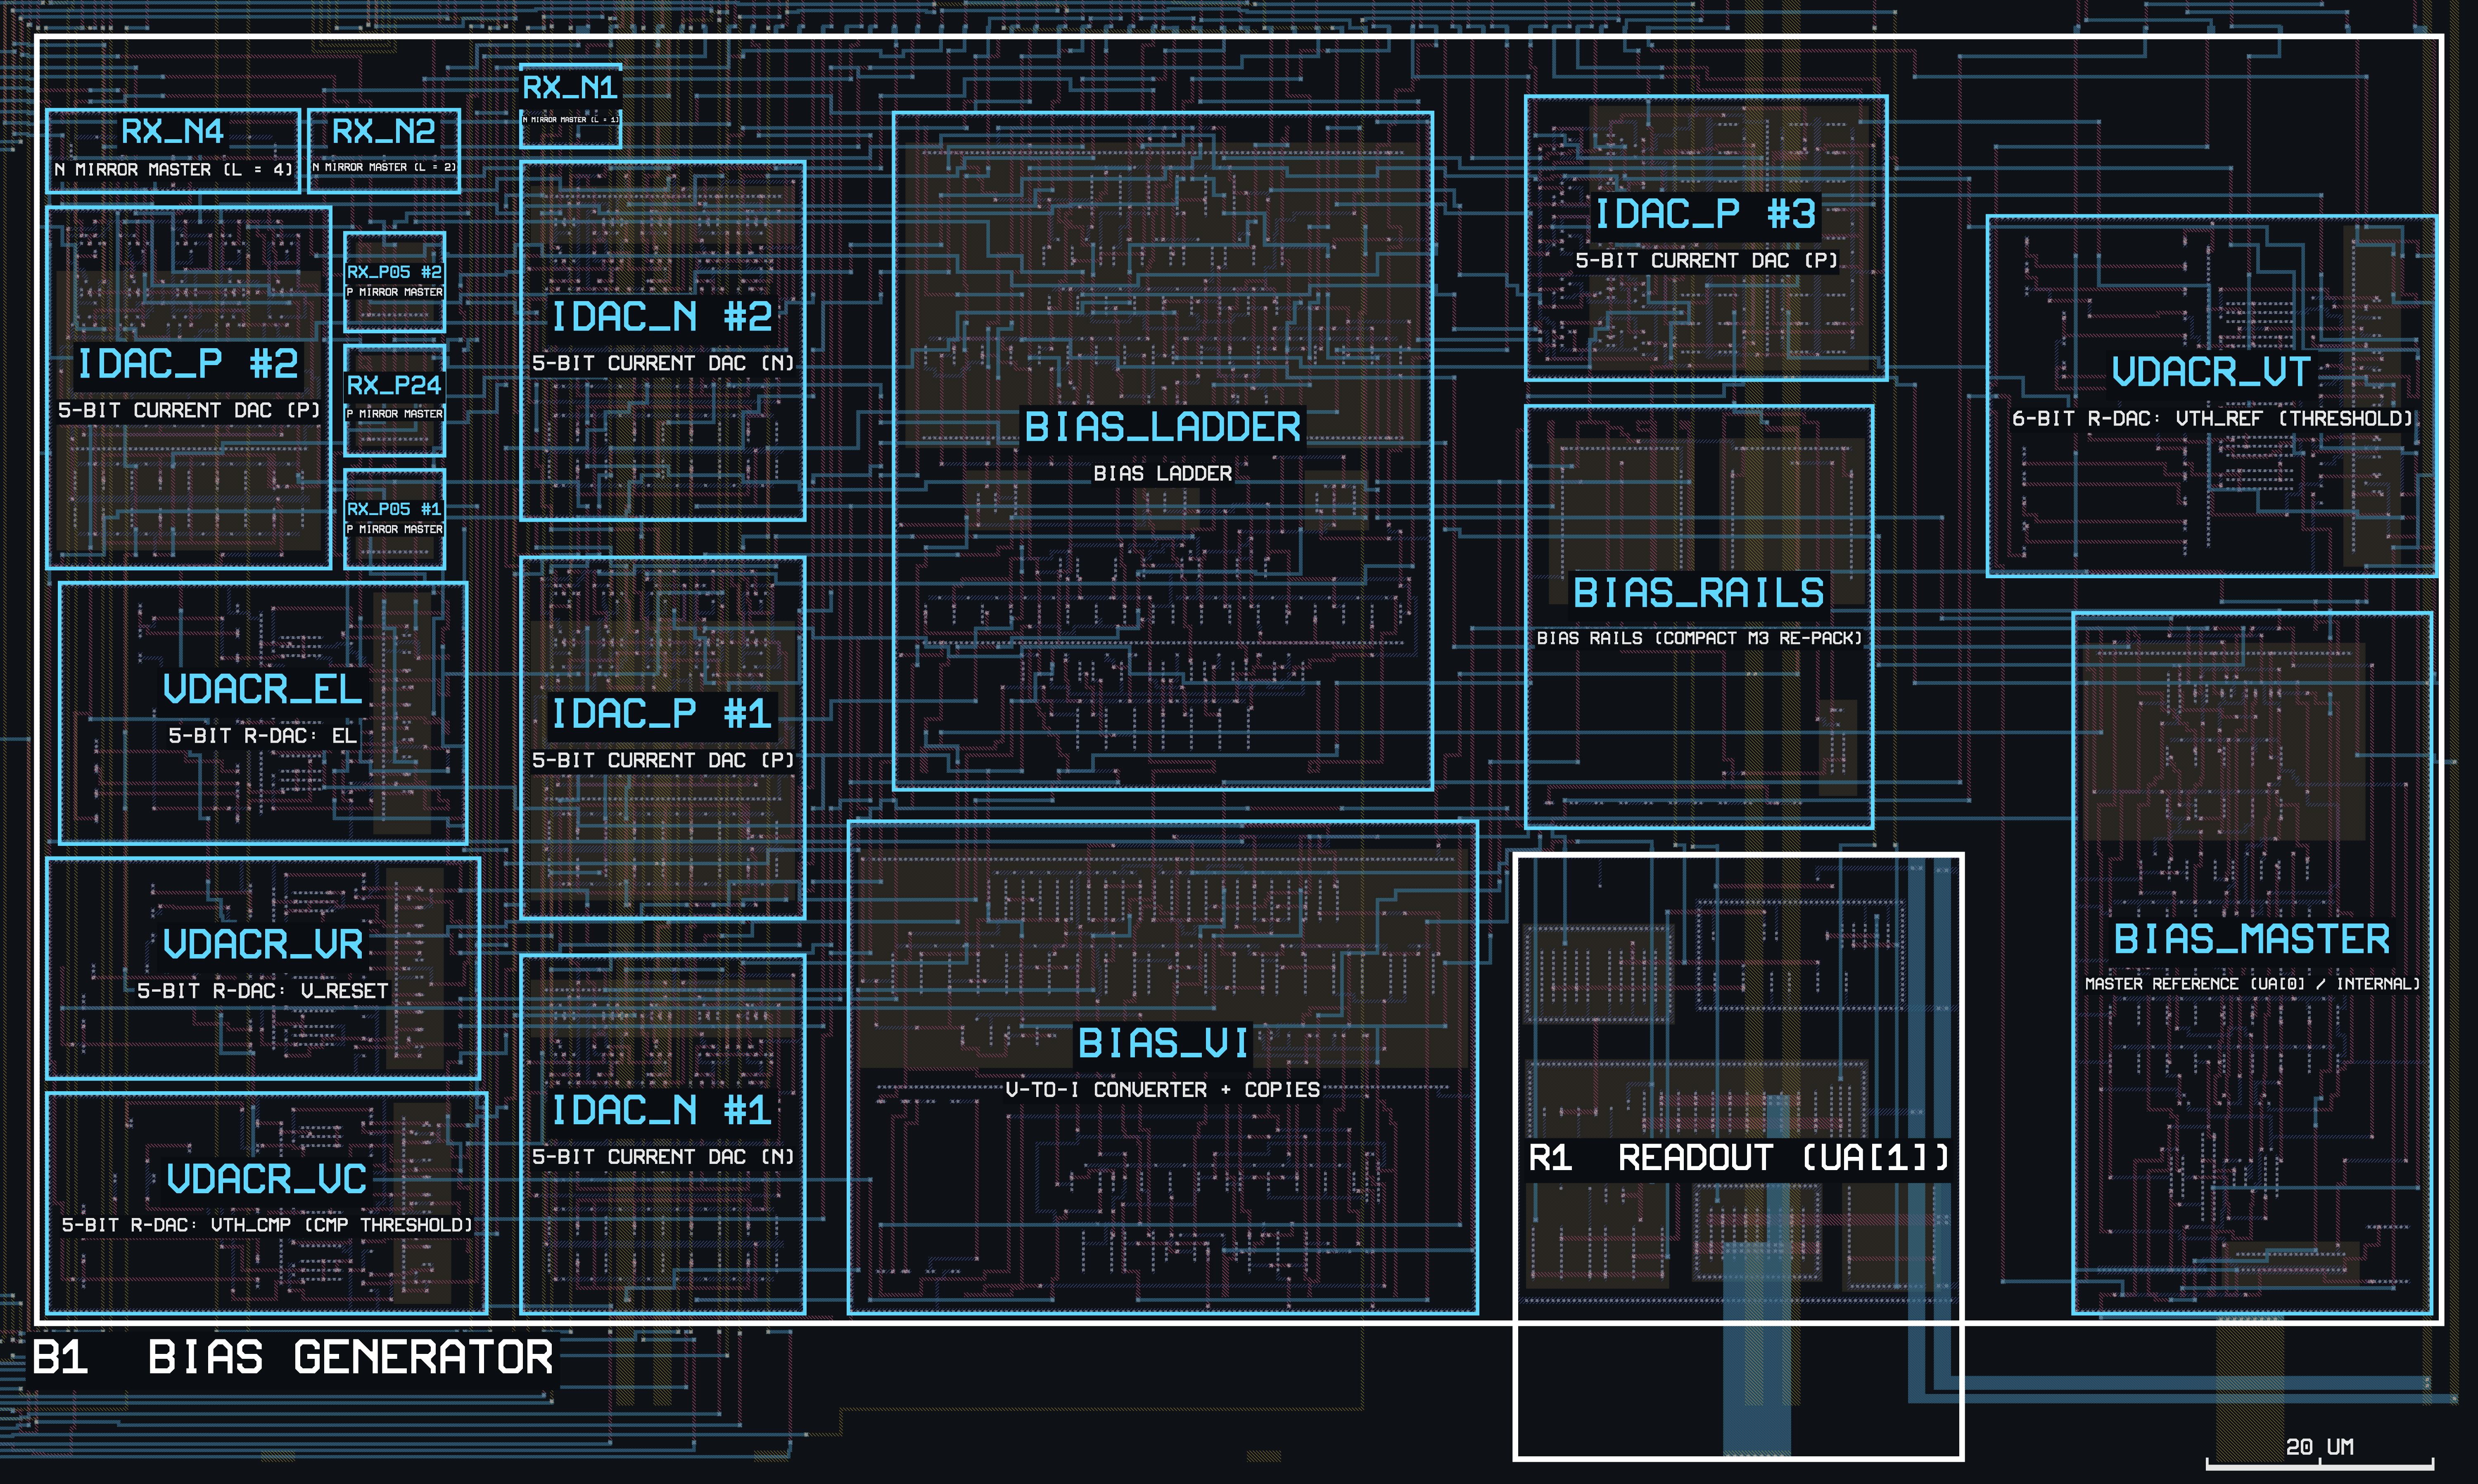 RX_N1
N MIRROR MASTER (L = 1)
RX_N4
N MIRROR MASTER (L = 4)
RX_N2
N MIRROR MASTER (L = 2)
IDAC_P #2
5-BIT CURRENT DAC (P)
RX_P05 #2
P MIRROR MASTER
RX_P24
P MIRROR MASTER
RX_P05 #1
P MIRROR MASTER
IDAC_N #2
5-BIT CURRENT DAC (N)
BIAS_LADDER
BIAS LADDER
IDAC_P #3
5-BIT CURRENT DAC (P)
VDACR_VT
6-BIT R-DAC: VTH_REF (THRESHOLD)
BIAS_RAILS
BIAS RAILS (COMPACT M3 RE-PACK)
VDACR_EL
5-BIT R-DAC: EL
IDAC_P #1
5-BIT CURRENT DAC (P)
VDACR_VR
5-BIT R-DAC: V_RESET
BIAS_MASTER
MASTER REFERENCE (UA[0] / INTERNAL)
BIAS_VI
V-TO-I CONVERTER + COPIES
IDAC_N #1
5-BIT CURRENT DAC (N)
R1 READOUT (UA[1])
VDACR_VC
5-BIT R-DAC: VTH_CMP (CMP THRESHOLD)
B1 BIAS GENERATOR
20 UM